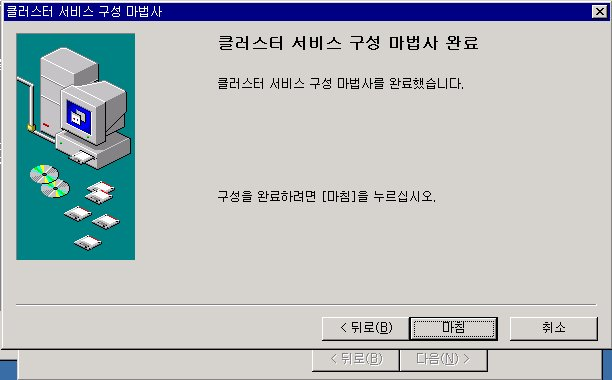 클러스터 서비스 구성 마법사
클러스터 서비스 구성 마법사 완료
클러스터 서비스 구성 마법사를 완료했습니다.
구성을 완료하려면 [마침]을 누르십시오.
< 뒤로(B) 마침 취소
< 뒤로(B) 다음(N) >